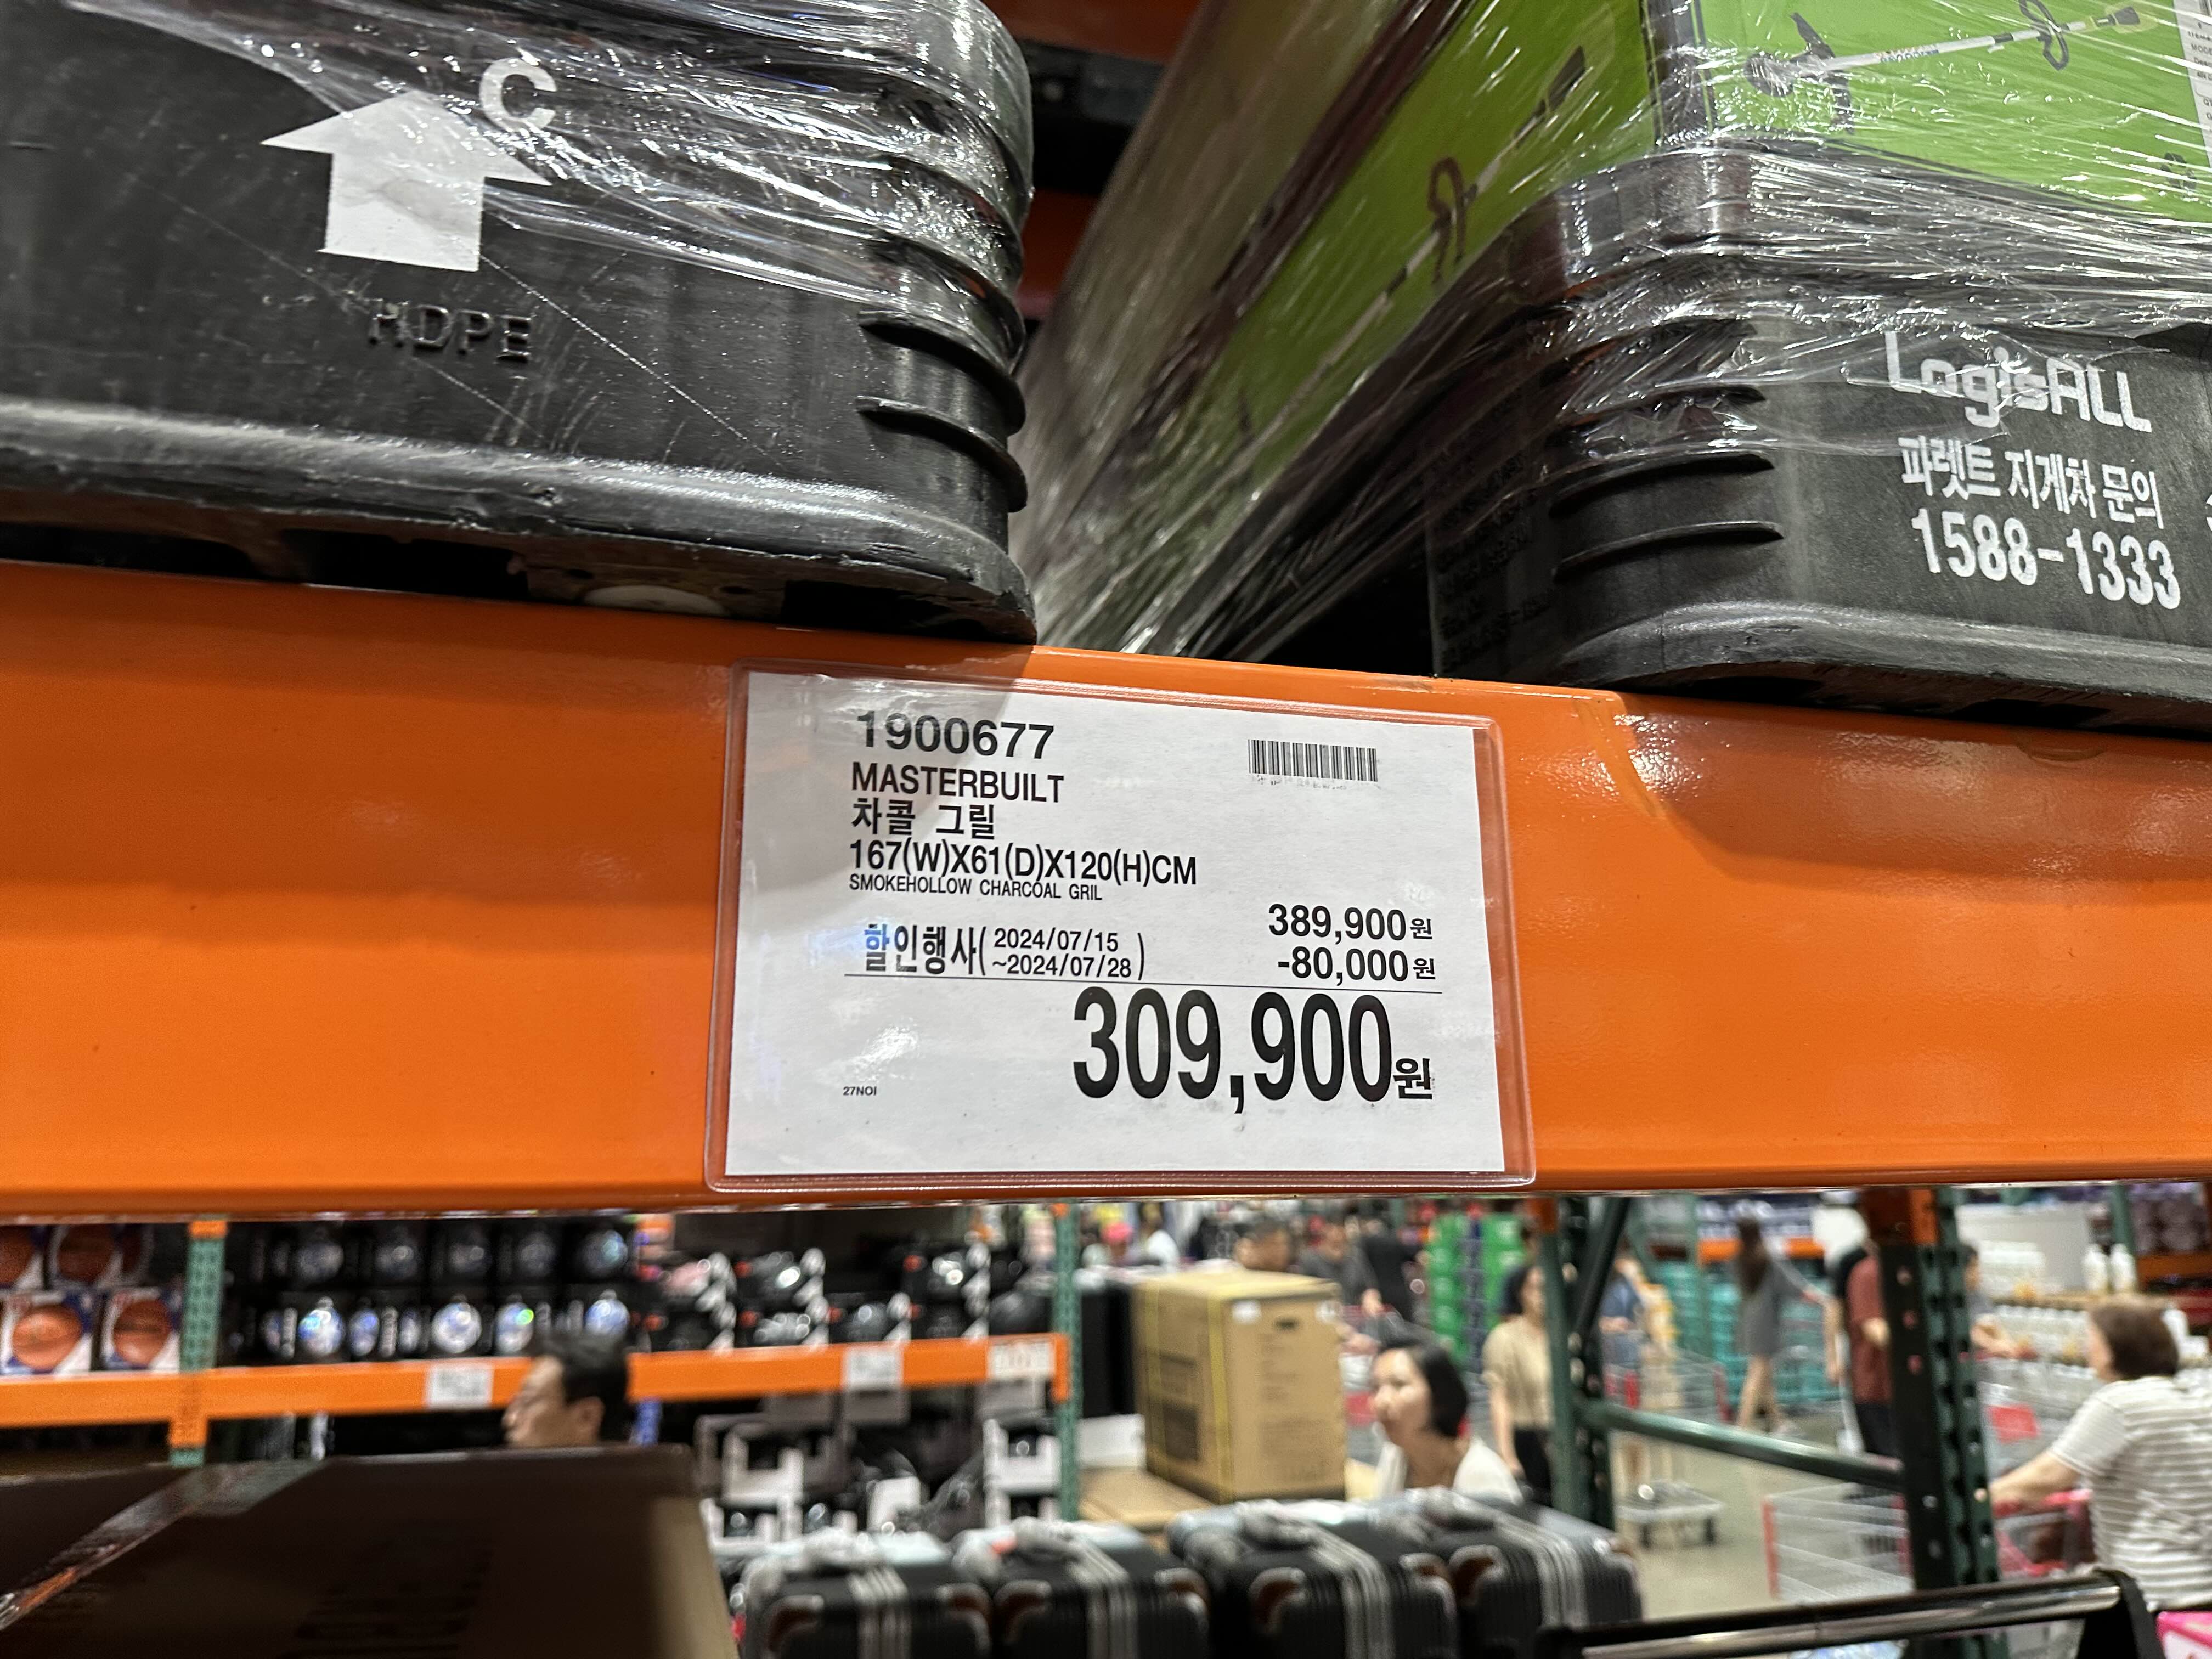 C
HDPE
LogisALL
파렛트 지게차 문의
1588-1333
1900677
MASTERBUILT
차콜 그릴
167(W)X61(D)X120(H)CM
SMOKEHOLLOW CHARCOAL GRIL
389,900원
할인행사( 2024/07/15 ~2024/07/28 ) -80,000원
309,900원
27NOI